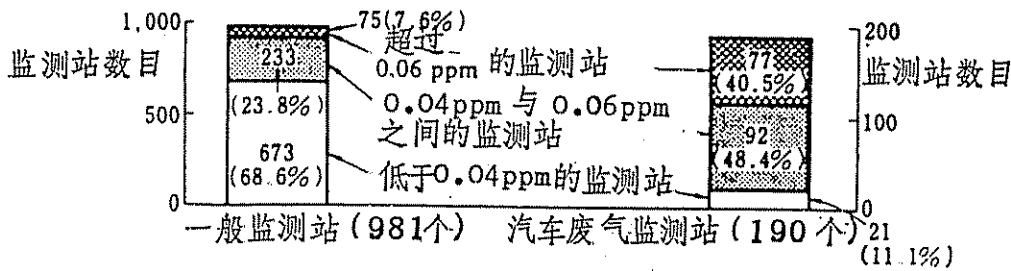 1,000
监测站数目
500
0
75(7.6%)
233
(23.8%)
673
(68.6%)
超过
0.06 ppm 的监测站
0.04ppm 与 0.06ppm
之间的监测站
低于0.04ppm的监测站
77
(40.5%)
92
(48.4%)
200
监测站数目
100
0
21
(11.1%)
一般监测站(981个)
汽车废气监测站(190个)